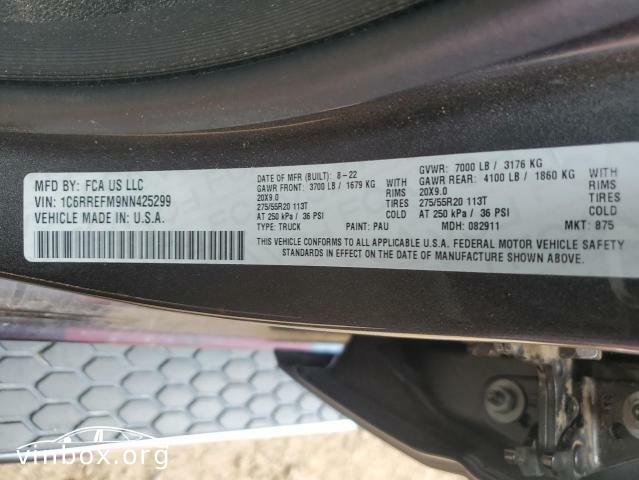 MFD BY: FCA US LLC
VIN: 1C6RREFM9NN425299
VEHICLE MADE IN: U.S.A.
DATE OF MFR (BUILT): 8-22
GAWR FRONT: 3700 LB / 1679 KG
20X9.0
275/55R20 113T
AT 250 kPa / 36 PSI
TYPE: TRUCK PAINT: PAU
WITH
RIMS
TIRES
COLD
GVWR: 7000 LB / 3176 KG
GAWR REAR: 4100 LB / 1860 KG
20X9.0
275/55R20 113T
AT 250 kPa / 36 PSI
MDH: 082911 MKT: 875
WITH
RIMS
TIRES
COLD
THIS VEHICLE CONFORMS TO ALL APPLICABLE U.S.A. FEDERAL MOTOR VEHICLE SAFETY
STANDARDS IN EFFECT ON THE DATE OF MANUFACTURE SHOWN ABOVE.
vinbox.org